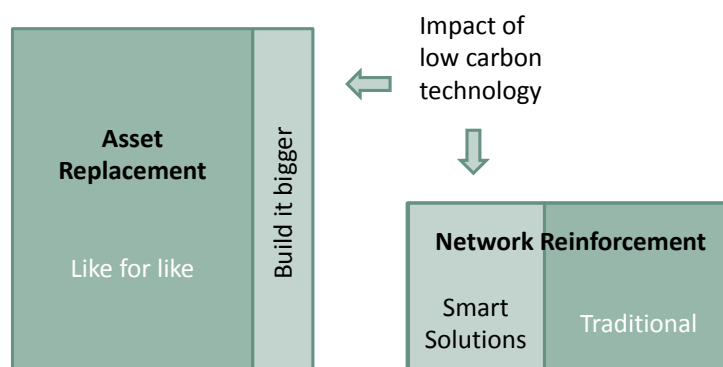 Impact of
low carbon
technology
Asset
Replacement
Like for like
Build it bigger
Network Reinforcement
Smart
Solutions
Traditional